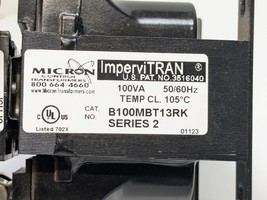 MICRON
CONTROL
TRANSFORMERS
800 664-4660
www.microntransformers.com
Listed 702X
ImperviTRAN
U.S. PAT. NO. 3516040
100VA 50/60Hz
TEMP CL. 105°C
CAT. NO. B100MBT13RK
SERIES 2
01123